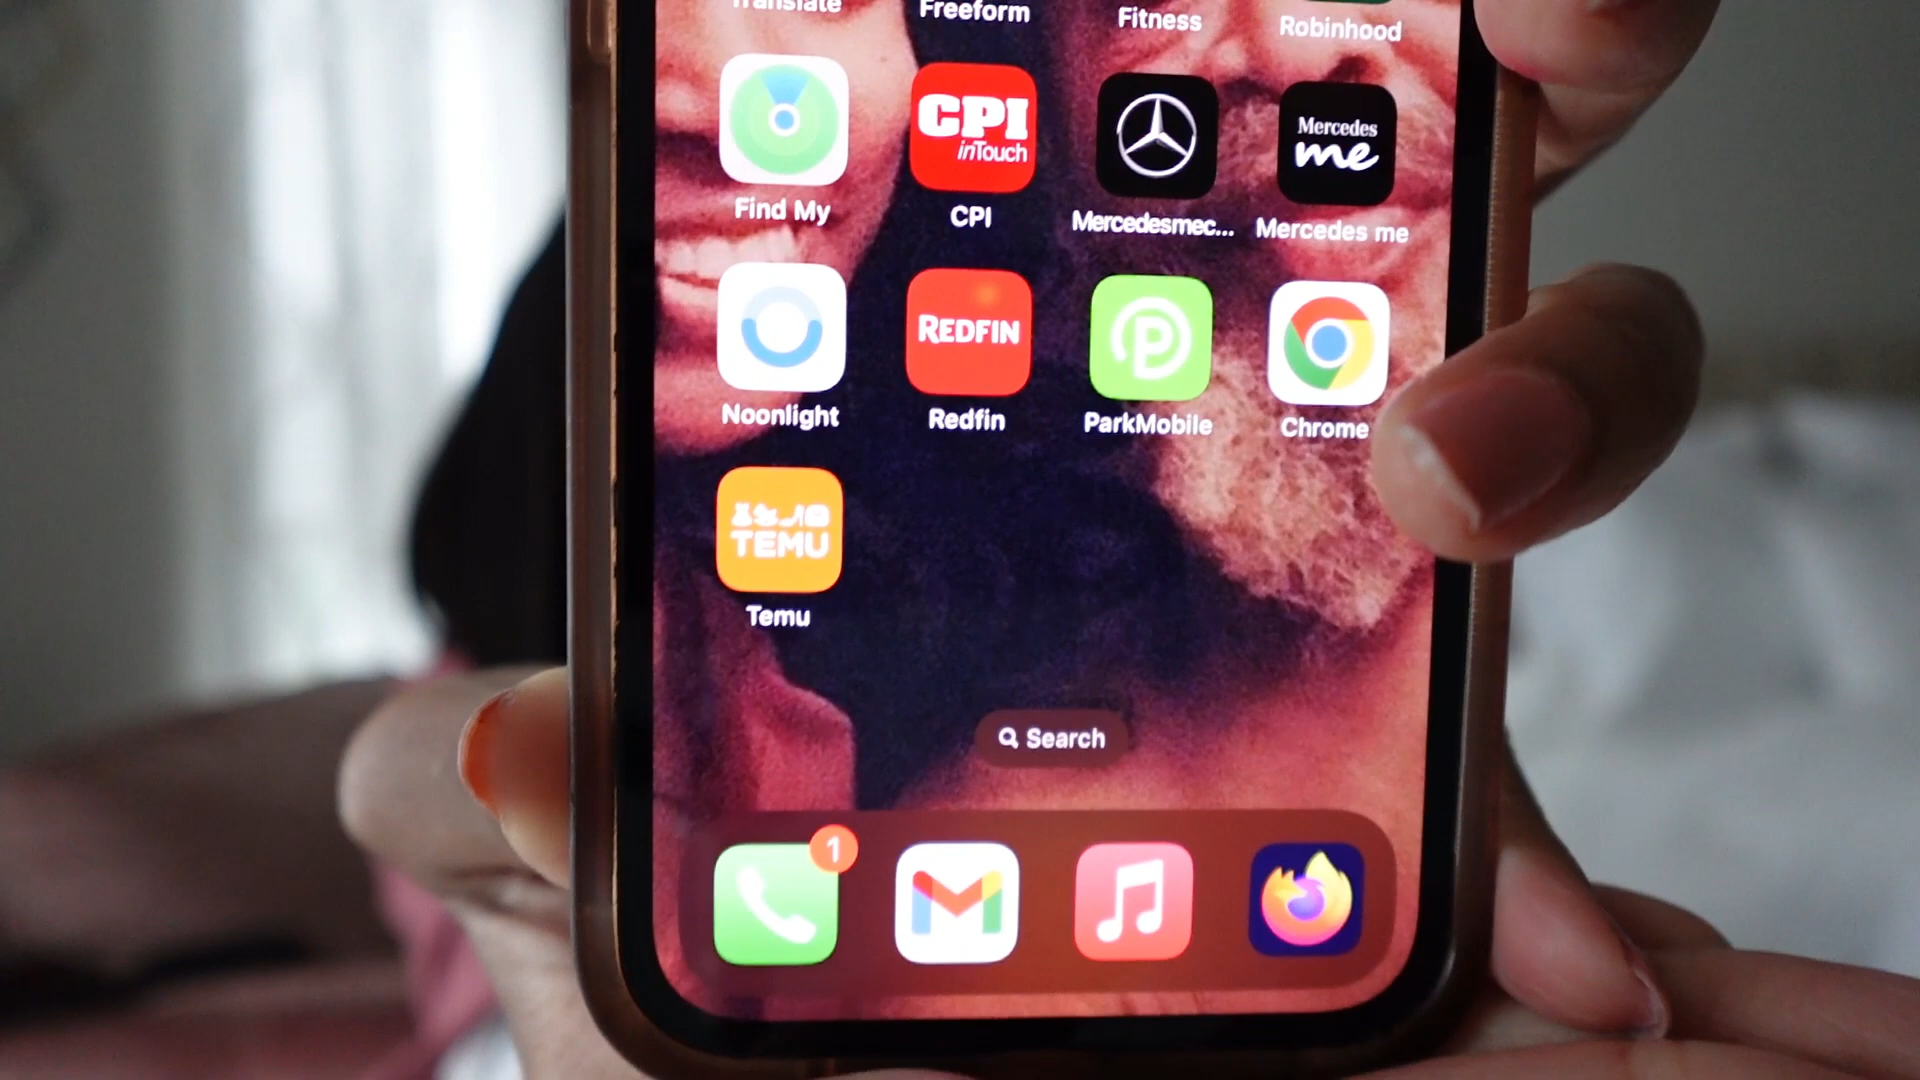 Translate
Freeform
Fitness
Robinhood
CPI
inTouch
Mercedes
me
Find My
CPI
Mercedesmec...
Mercedes me
REDFIN
P
Noonlight
Redfin
ParkMobile
Chrome
TEMU
Temu
Search
1
M